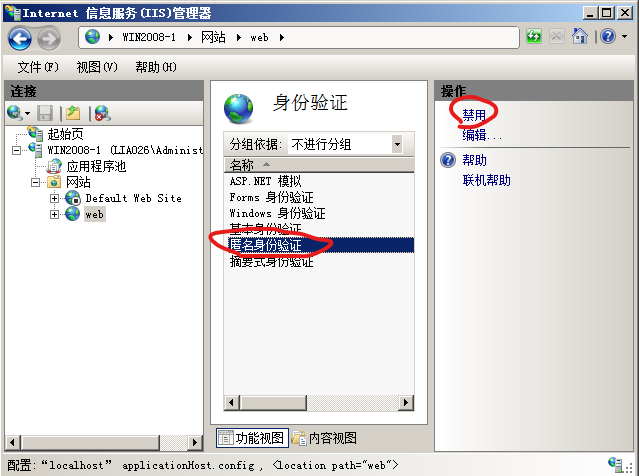 Internet 信息服务(IIS)管理器
WIN2008-1 网站 web
文件(F) 视图(V) 帮助(H)
连接
起始页
WIN2008-1 (LIAO26\Administ
应用程序池
网站
Default Web Site
web
身份验证
分组依据: 不进行分组
名称
ASP.NET 模拟
Forms 身份验证
Windows 身份验证
基本身份验证
匿名身份验证
摘要式身份验证
功能视图 内容视图
操作
禁用
编辑...
帮助
联机帮助
配置:“localhost” applicationHost.config , <location path="web">